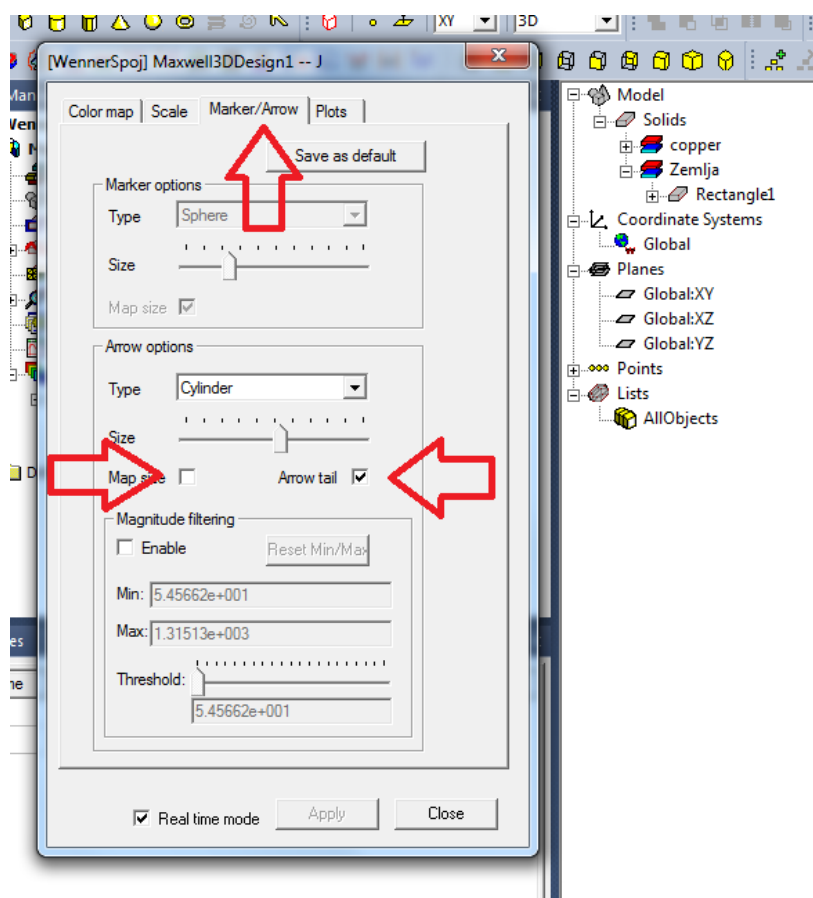 XY
3D
[WennerSpoj] Maxwell3DDesign1 -- J
Color map
Scale
Marker/Arrow
Plots
Save as default
Marker options
Type
Sphere
Size
Map size
Arrow options
Type
Cylinder
Size
Map size
Arrow tail
Magnitude filtering
Enable
Reset Min/Max
Min: 5.45662e+001
Max: 1.31513e+003
Threshold:
5.45662e+001
Real time mode
Apply
Close
Model
Solids
copper
Zemlja
Rectangle1
Coordinate Systems
Global
Planes
Global:XY
Global:XZ
Global:YZ
Points
Lists
AllObjects